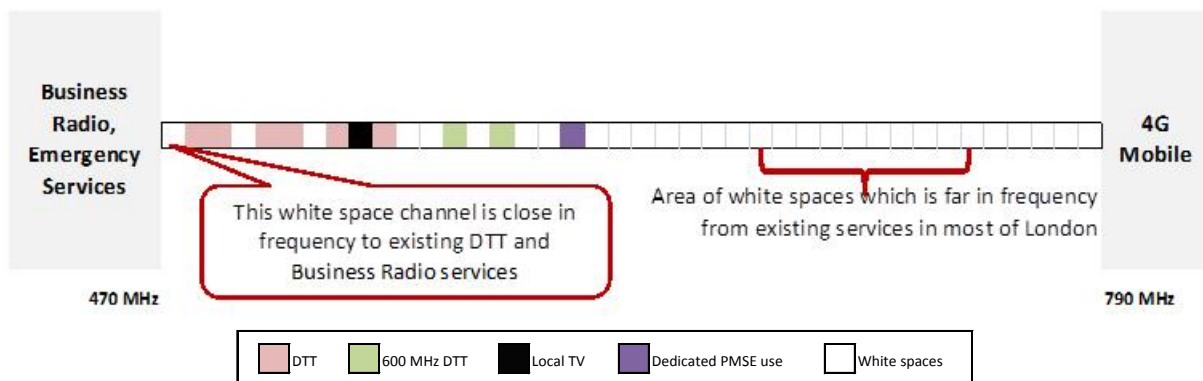 Business
Radio,
Emergency
Services
4G
Mobile
This white space channel is close in
frequency to existing DTT and
Business Radio services
Area of white spaces which is far in frequency
from existing services in most of London
470 MHz
790 MHz
DTT
600 MHz DTT
Local TV
Dedicated PMSE use
White spaces